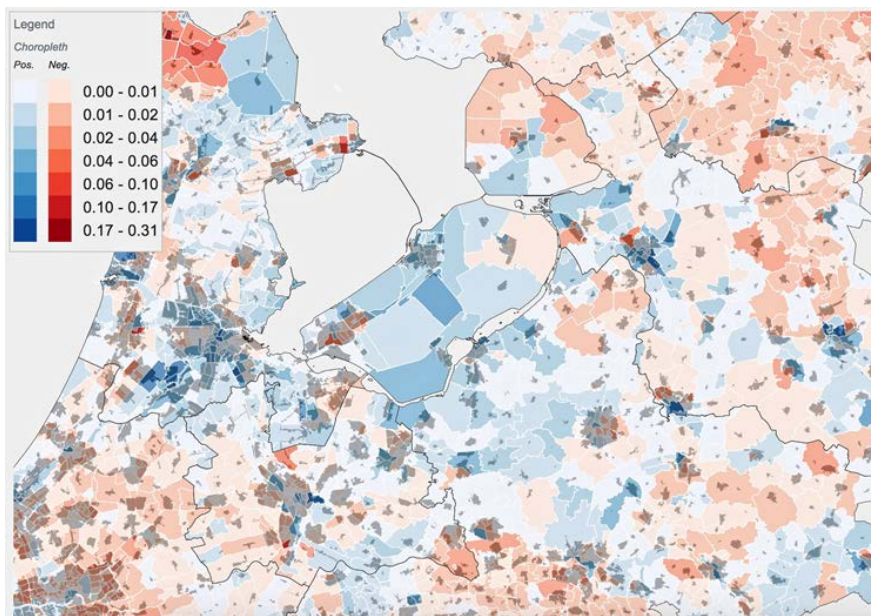 Legend
Choropleth
Pos. Neg.
0.00 - 0.01
0.01 - 0.02
0.02 - 0.04
0.04 - 0.06
0.06 - 0.10
0.10 - 0.17
0.17 - 0.31